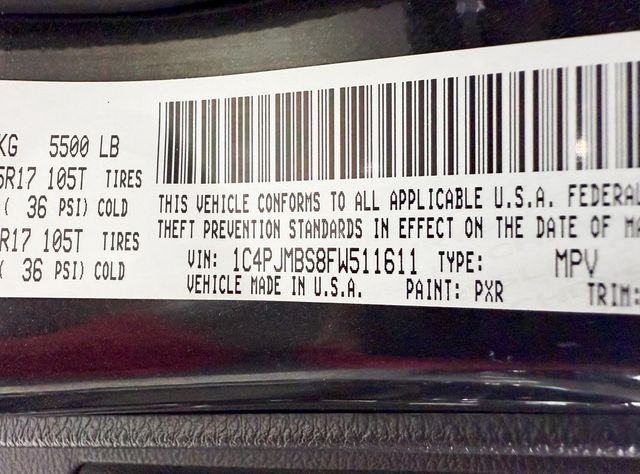 KG 5500 LB
5R17 105T TIRES
( 36 PSI) COLD
R17 105T TIRES
( 36 PSI) COLD
THIS VEHICLE CONFORMS TO ALL APPLICABLE U.S.A. FEDERAL
THEFT PREVENTION STANDARDS IN EFFECT ON THE DATE OF MA
VIN: 1C4PJMBS8FW511611 TYPE: MPV
VEHICLE MADE IN U.S.A. PAINT: PXR TRIM: